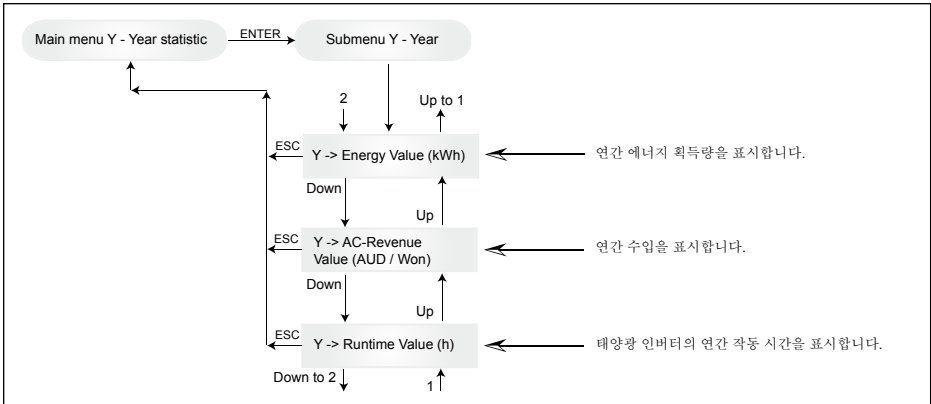 Main menu Y - Year statistic
ENTER
Submenu Y - Year
2
Up to 1
ESC
Y -> Energy Value (kWh)
연간 에너지 획득량을 표시합니다.
Down
Up
ESC
Y -> AC-Revenue
Value (AUD / Won)
연간 수입을 표시합니다.
Down
Up
ESC
Y -> Runtime Value (h)
태양광 인버터의 연간 작동 시간을 표시합니다.
Down to 2
1